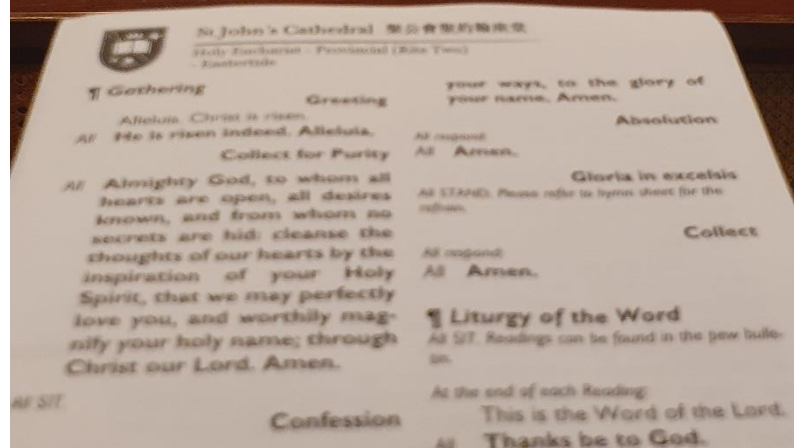 St John's Cathedral 聖公會聖約翰座堂
Holy Eucharist - Provincial (Rite Two)
- Eastertide
¶ Gathering
Greeting
Alleluia. Christ is risen.
All He is risen indeed. Alleluia.
Collect for Purity
All Almighty God, to whom all
hearts are open, all desires
known, and from whom no
secrets are hid: cleanse the
thoughts of our hearts by the
inspiration of your Holy
Spirit, that we may perfectly
love you, and worthily mag-
nify your holy name; through
Christ our Lord. Amen.
All SIT.
Confession
your ways, to the glory of
your name. Amen.
Absolution
All respond:
All Amen.
Gloria in excelsis
All STAND. Please refer to hymn sheet for the
refrain.
Collect
All respond:
All Amen.
¶ Liturgy of the Word
All SIT. Readings can be found in the pew bulle-
tin.
At the end of each Reading:
This is the Word of the Lord.
All Thanks be to God.